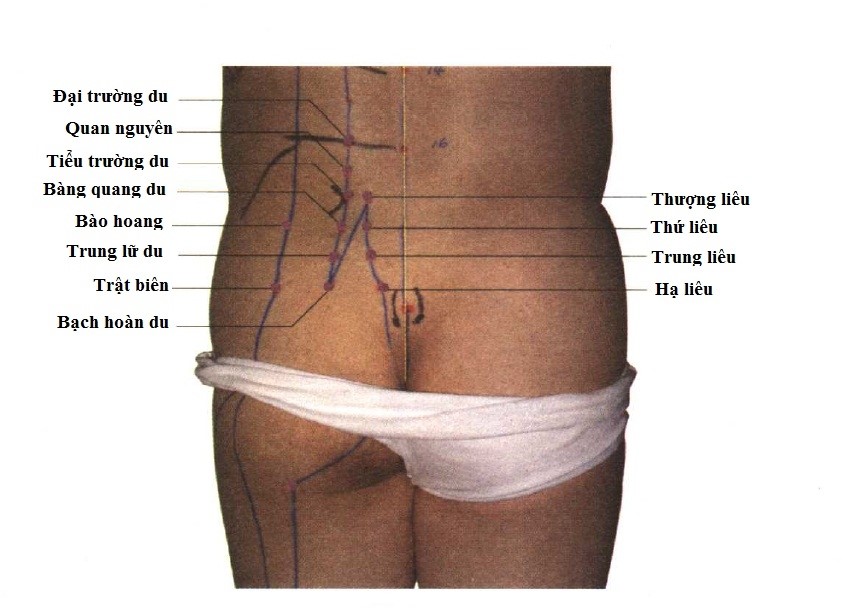 Đại trường du
Quan nguyên
Tiểu trường du
Bàng quang du
Bào hoang
Trung lữ du
Trật biên
Bạch hoàn du
Thượng liêu
Thứ liêu
Trung liêu
Hạ liêu
16